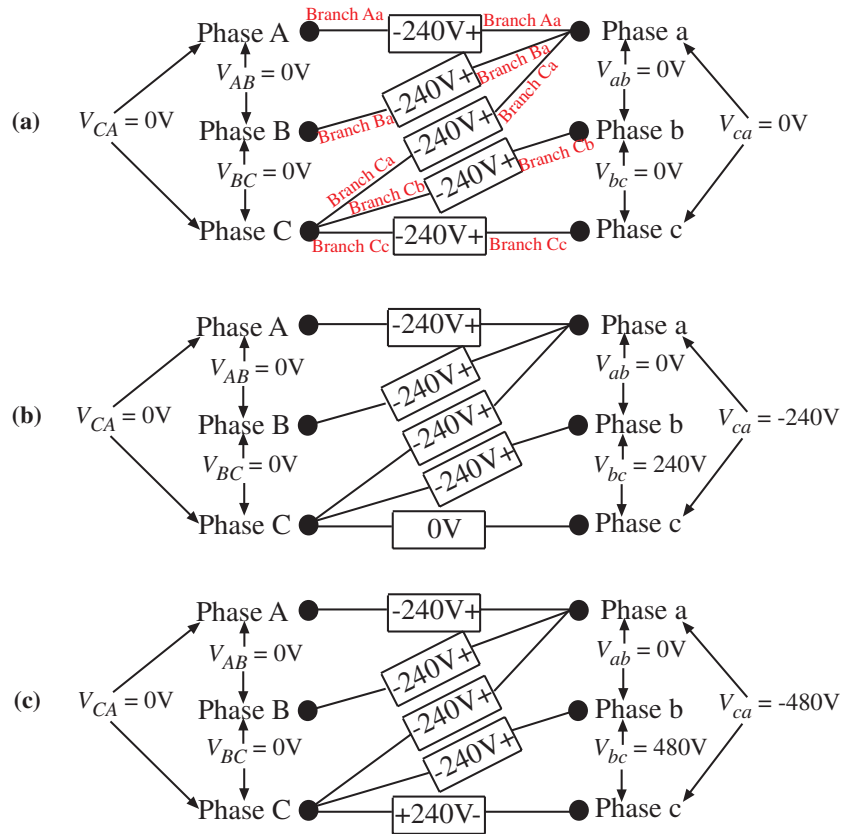 Branch Aa Branch Aa
Phase A -240V+ Phase a
V_AB = 0V -240V+ Branch Ba V_ab = 0V
Branch Ca
(a) V_CA = 0V Phase B Branch Ba -240V+ Phase b V_ca = 0V
Branch Cb
V_BC = 0V Branch Ca Branch Cb -240V+ V_bc = 0V
Phase C -240V+ Phase c
Branch Cc Branch Cc
Phase A -240V+ Phase a
V_AB = 0V -240V+ V_ab = 0V
(b) V_CA = 0V Phase B -240V+ Phase b V_ca = -240V
V_BC = 0V -240V+ V_bc = 240V
Phase C 0V Phase c
Phase A -240V+ Phase a
V_AB = 0V -240V+ V_ab = 0V
(c) V_CA = 0V Phase B -240V+ Phase b V_ca = -480V
V_BC = 0V -240V+ V_bc = 480V
Phase C +240V- Phase c